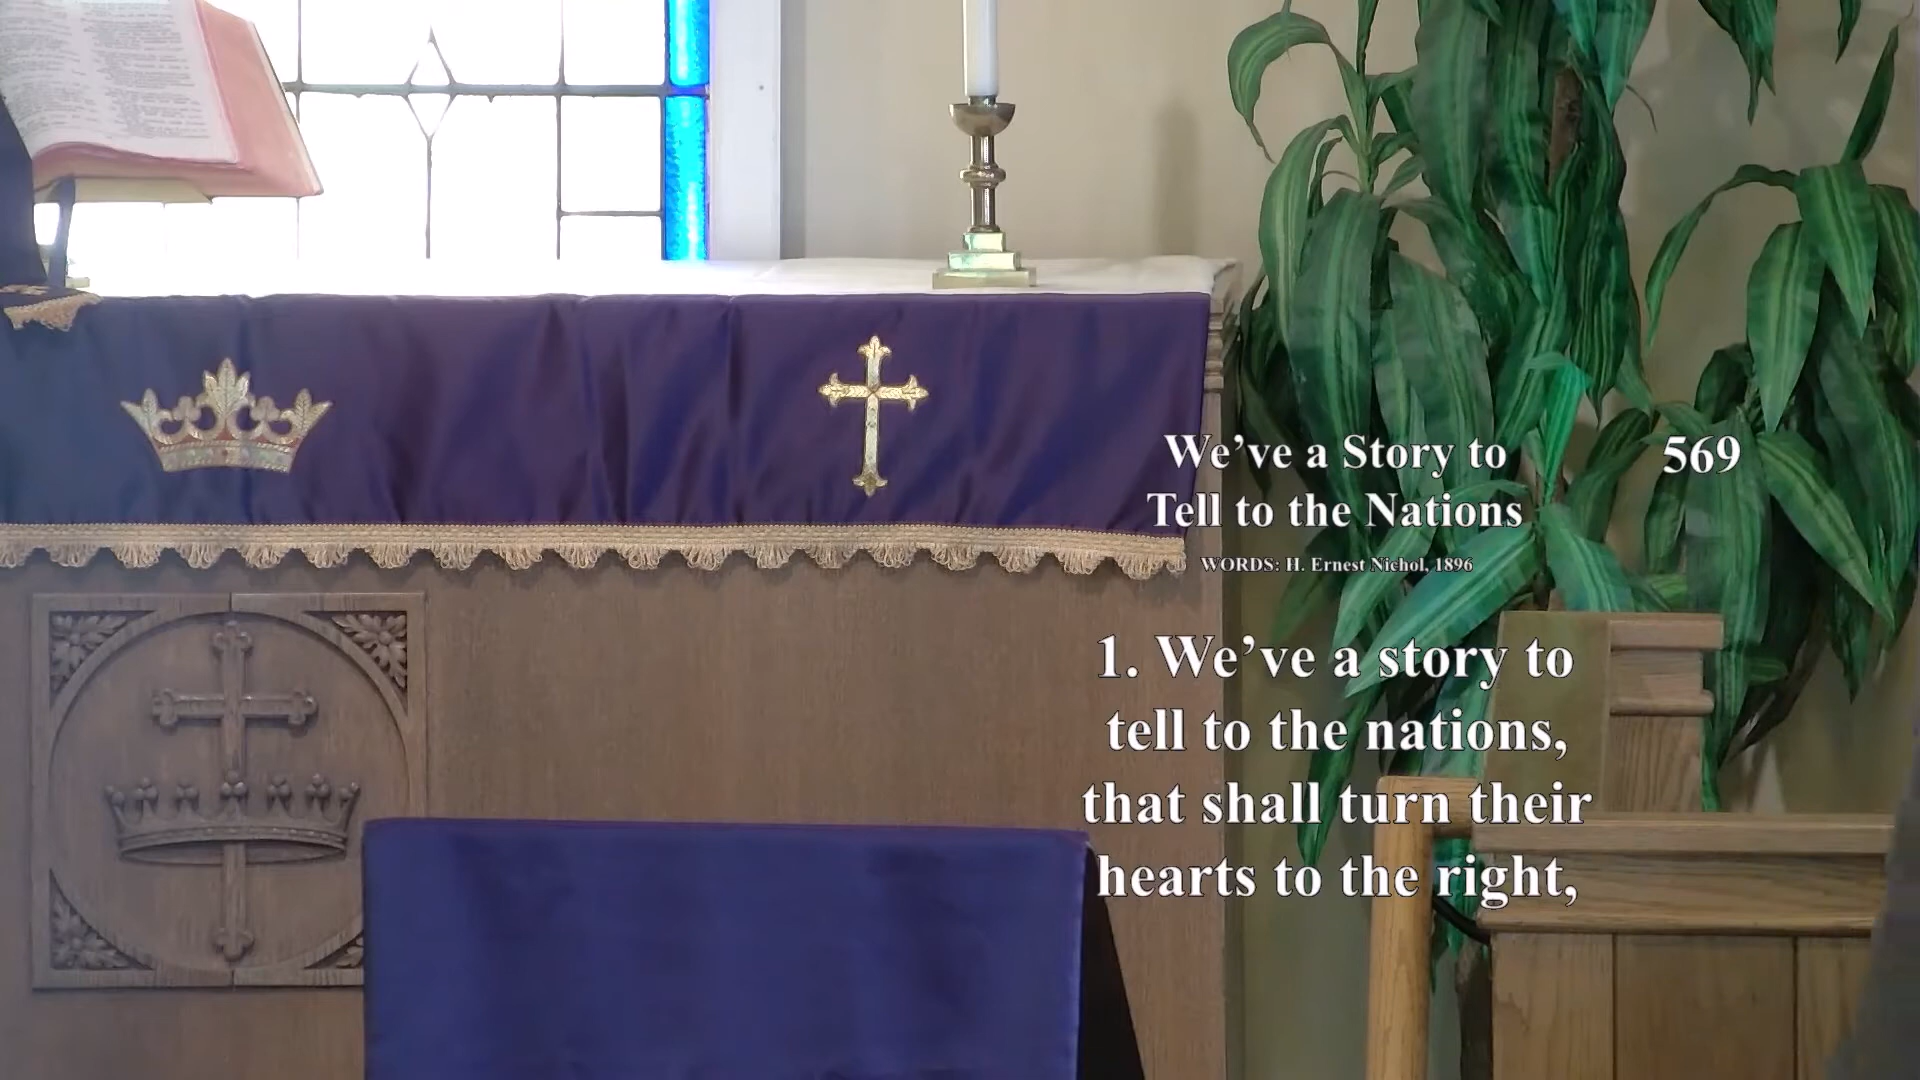 We've a Story to
Tell to the Nations
569
WORDS: H. Ernest Nichol, 1896
1. We've a story to
tell to the nations,
that shall turn their
hearts to the right,